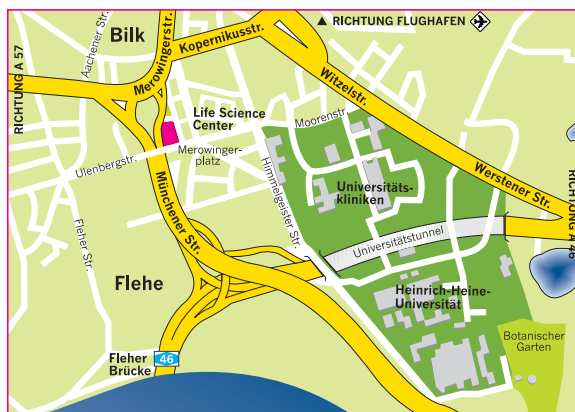 ▲ RICHTUNG FLUGHAFEN
Bilk
Kopernikusstr.
Aachener Str.
Merowingerstr.
RICHTUNG A 57
Witzelstr.
Life Science
Center
Moorenstr.
Merowinger-
platz
Ulenbergstr.
Himmelgeister Str.
Universitäts-
kliniken
Werstener Str.
RICHTUNG A 46
Münchener Str.
Universitätstunnel
Fleher Str.
Flehe
Heinrich-Heine-
Universität
Botanischer
Garten
Fleher
Brücke
46